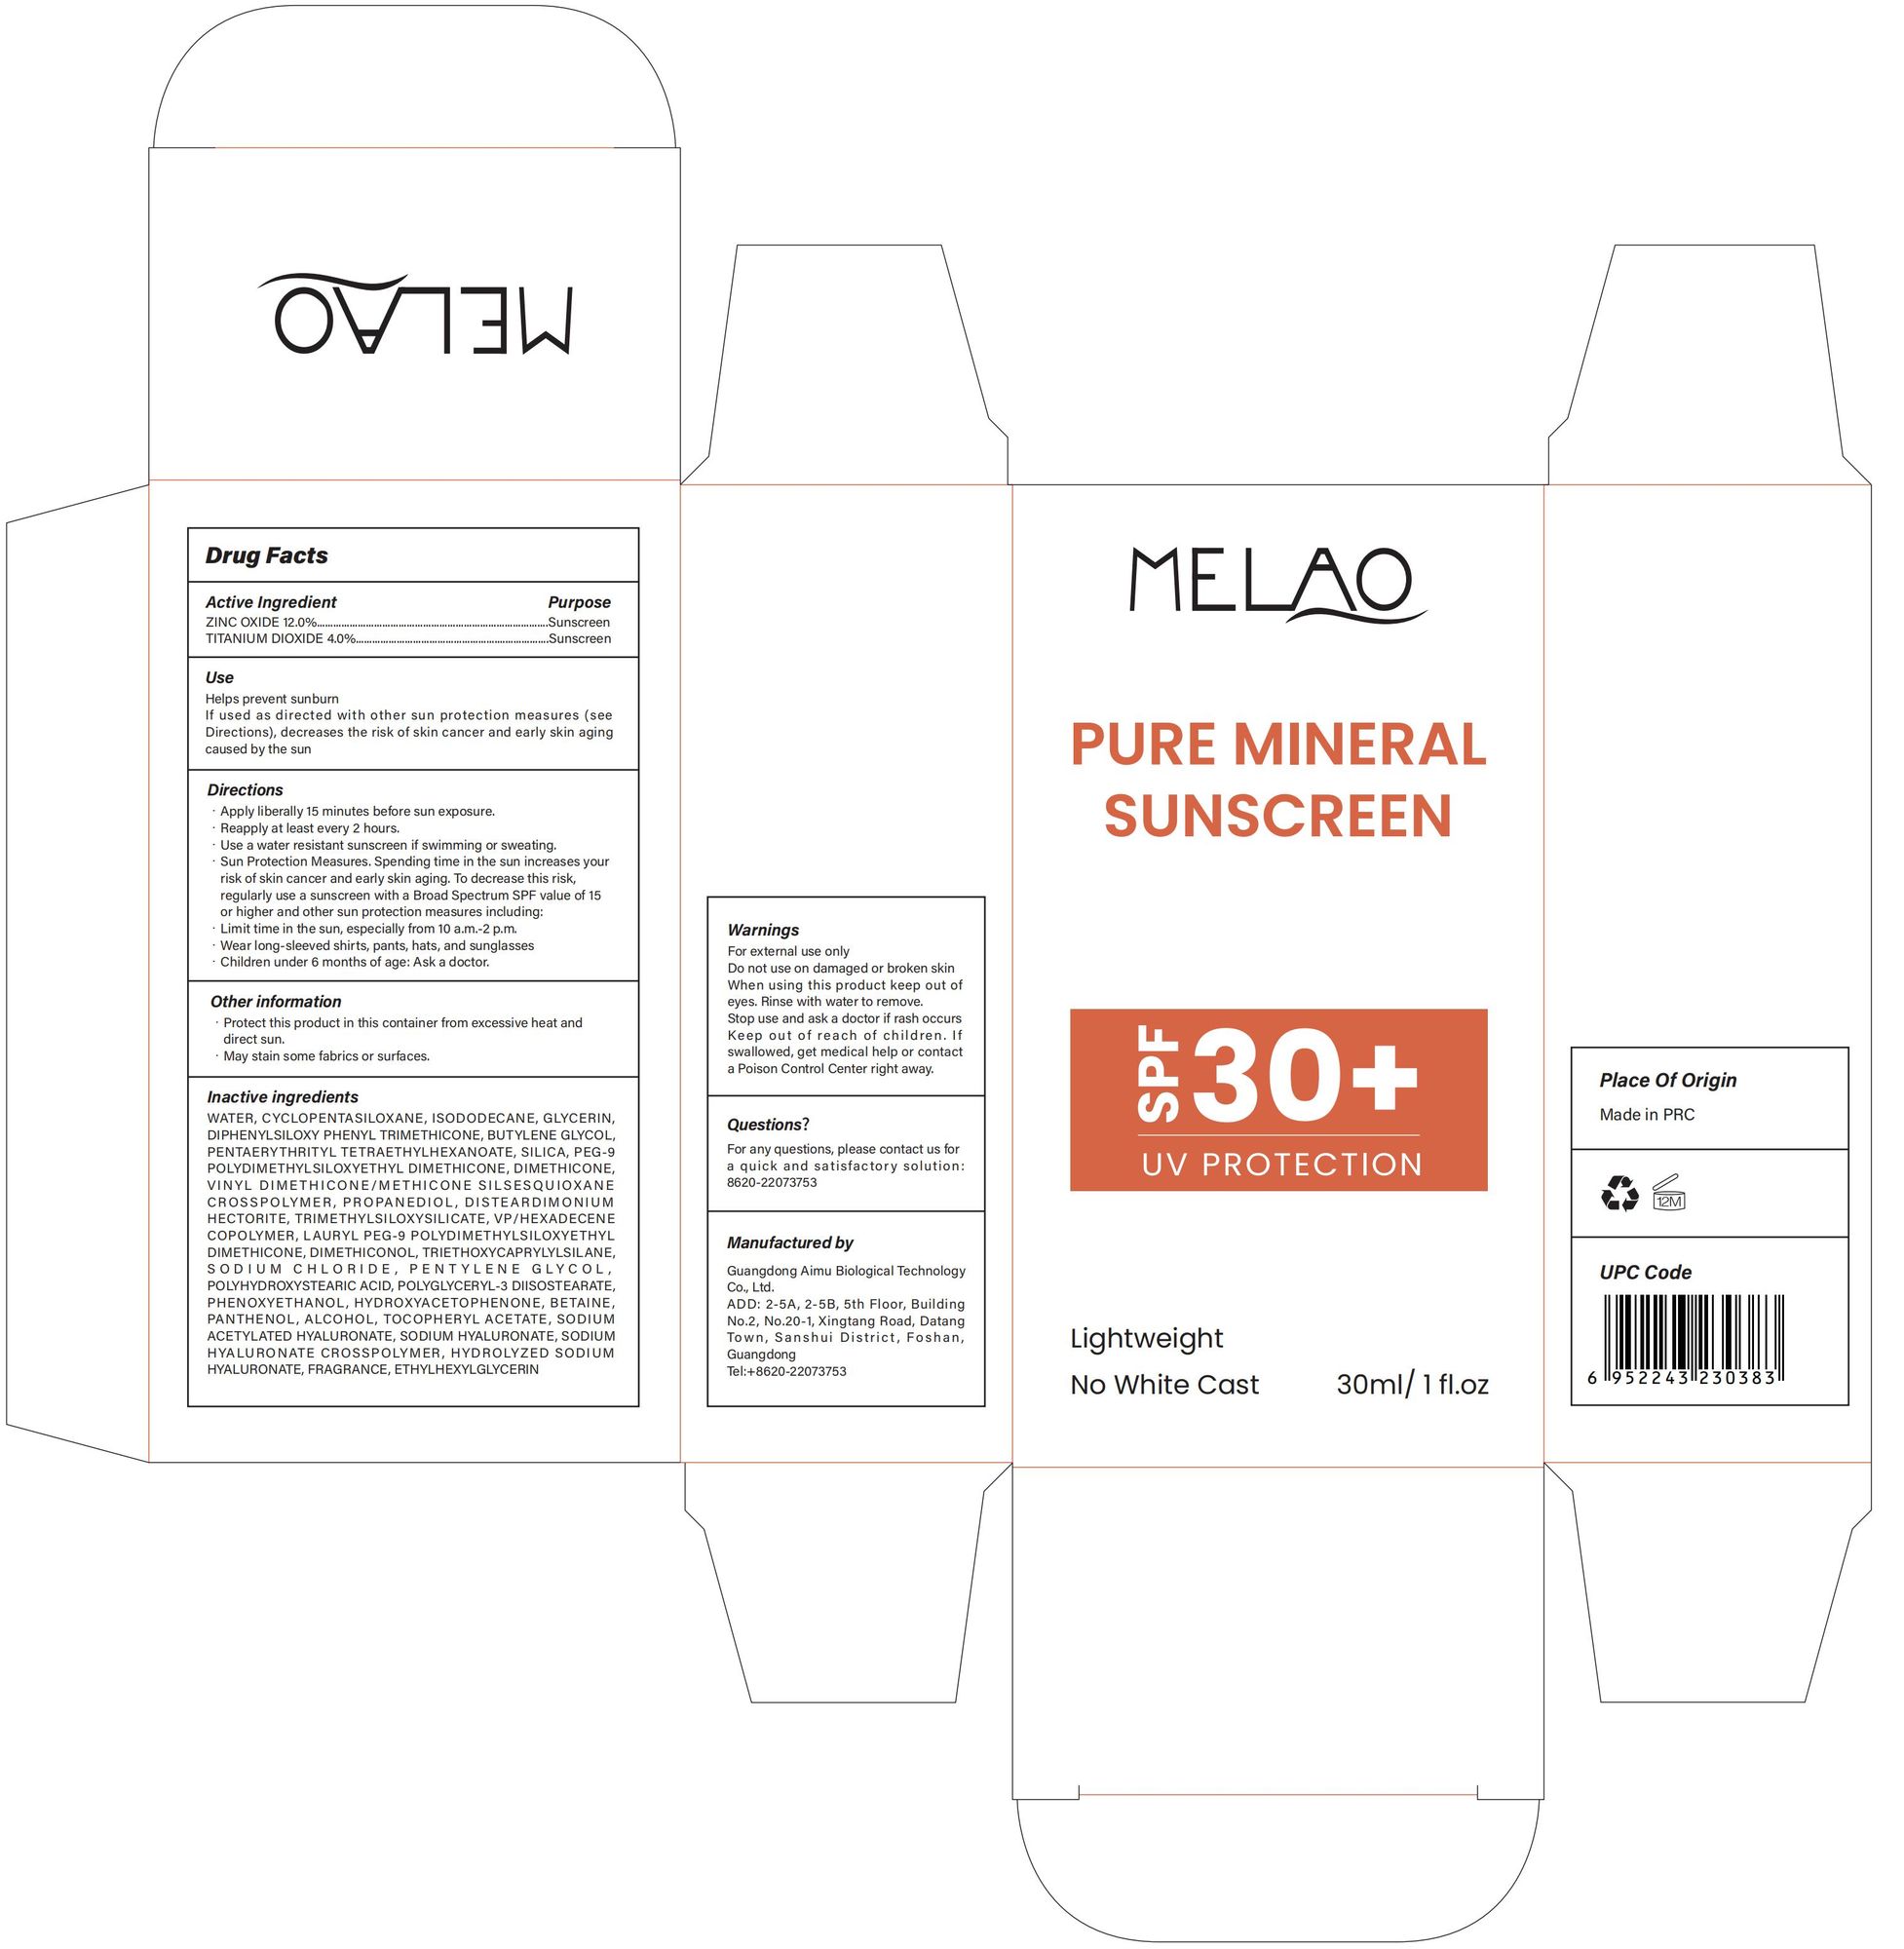 MELAO
Drug Facts
Active Ingredient Purpose
ZINC OXIDE 12.0%....................Sunscreen
TITANIUM DIOXIDE 4.0%....................Sunscreen
Use
Helps prevent sunburn
If used as directed with other sun protection measures (see
Directions), decreases the risk of skin cancer and early skin aging
caused by the sun
Directions
· Apply liberally 15 minutes before sun exposure.
· Reapply at least every 2 hours.
· Use a water resistant sunscreen if swimming or sweating.
· Sun Protection Measures. Spending time in the sun increases your
risk of skin cancer and early skin aging. To decrease this risk,
regularly use a sunscreen with a Broad Spectrum SPF value of 15
or higher and other sun protection measures including:
· Limit time in the sun, especially from 10 a.m.-2 p.m.
· Wear long-sleeved shirts, pants, hats, and sunglasses
· Children under 6 months of age: Ask a doctor.
Other information
· Protect this product in this container from excessive heat and
direct sun.
· May stain some fabrics or surfaces.
Inactive ingredients
WATER, CYCLOPENTASILOXANE, ISODODECANE, GLYCERIN,
DIPHENYLSILOXY PHENYL TRIMETHICONE, BUTYLENE GLYCOL,
PENTAERYTHRITYL TETRAETHYLHEXANOATE, SILICA, PEG-9
POLYDIMETHYLSILOXYETHYL DIMETHICONE, DIMETHICONE,
VINYL DIMETHICONE/METHICONE SILSESQUIOXANE
CROSSPOLYMER, PROPANEDIOL, DISTEARDIMONIUM
HECTORITE, TRIMETHYLSILOXYSILICATE, VP/HEXADECENE
COPOLYMER, LAURYL PEG-9 POLYDIMETHYLSILOXYETHYL
DIMETHICONE, DIMETHICONOL, TRIETHOXYCAPRYLYLSILANE,
SODIUM CHLORIDE, PENTYLENE GLYCOL,
POLYHYDROXYSTEARIC ACID, POLYGLYCERYL-3 DIISOSTEARATE,
PHENOXYETHANOL, HYDROXYACETOPHENONE, BETAINE,
PANTHENOL, ALCOHOL, TOCOPHERYL ACETATE, SODIUM
ACETYLATED HYALURONATE, SODIUM HYALURONATE, SODIUM
HYALURONATE CROSSPOLYMER, HYDROLYZED SODIUM
HYALURONATE, FRAGRANCE, ETHYLHEXYLGLYCERIN
Warnings
For external use only
Do not use on damaged or broken skin
When using this product keep out of
eyes. Rinse with water to remove.
Stop use and ask a doctor if rash occurs
Keep out of reach of children. If
swallowed, get medical help or contact
a Poison Control Center right away.
Questions?
For any questions, please contact us for
a quick and satisfactory solution:
8620-22073753
Manufactured by
Guangdong Aimu Biological Technology
Co., Ltd.
ADD: 2-5A, 2-5B, 5th Floor, Building
No.2, No.20-1, Xingtang Road, Datang
Town, Sanshui District, Foshan,
Guangdong
Tel:+8620-22073753
MELAO
PURE MINERAL
SUNSCREEN
SPF 30+
UV PROTECTION
Lightweight
No White Cast 30ml/ 1 fl.oz
Place Of Origin
Made in PRC
12M
UPC Code
6 952243 230383